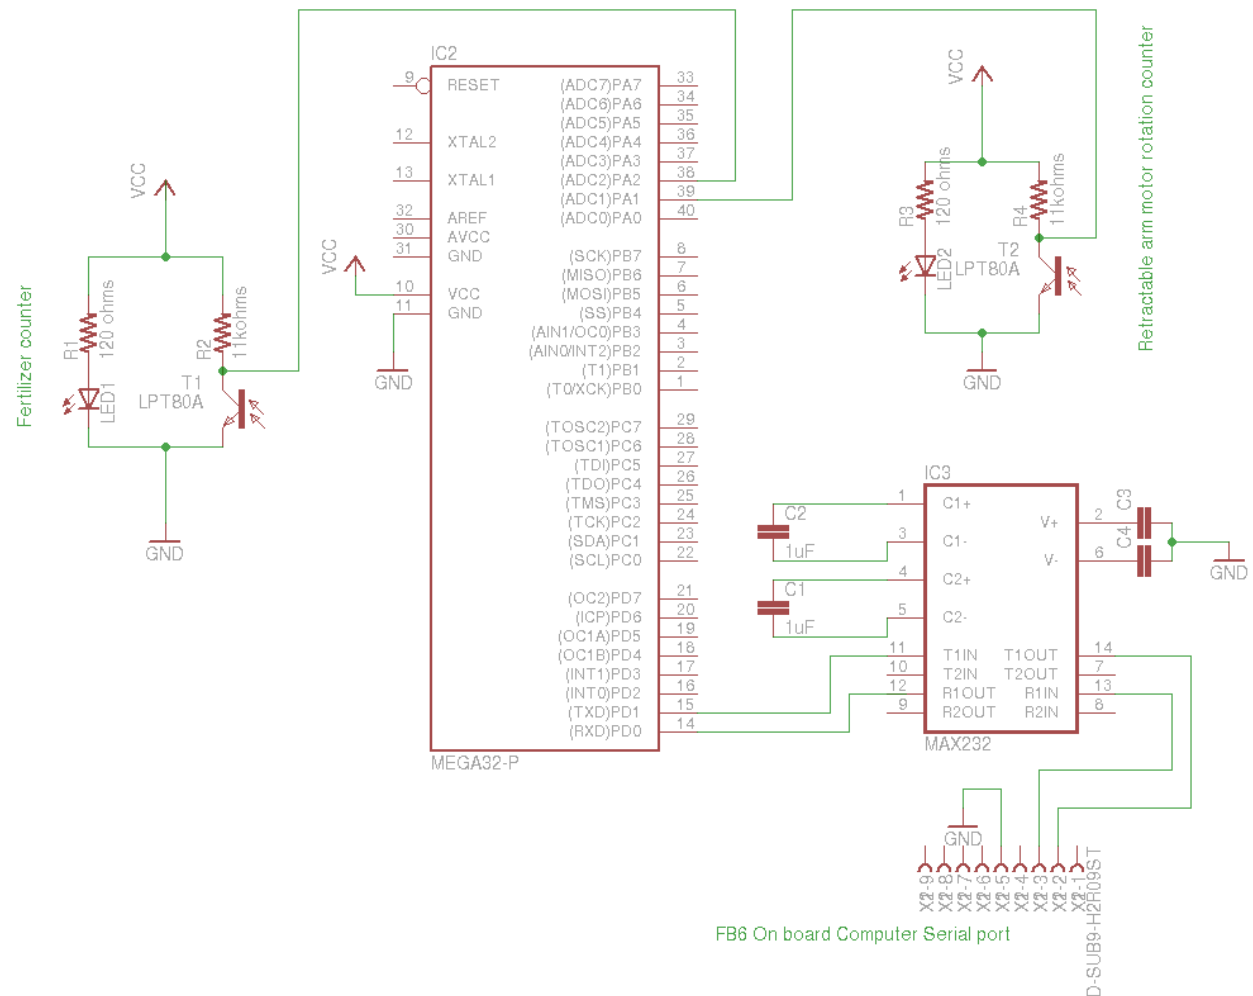 Fertilizer counter
VCC
R1
120 ohms
LED1
R2
11kohms
T1
LPT80A
GND
VCC
GND
IC2
9 RESET
12 XTAL2
13 XTAL1
32 AREF
30 AVCC
31 GND
10 VCC
11 GND
(ADC7)PA7 33
(ADC6)PA6 34
(ADC5)PA5 35
(ADC4)PA4 36
(ADC3)PA3 37
(ADC2)PA2 38
(ADC1)PA1 39
(ADC0)PA0 40
(SCK)PB7 8
(MISO)PB6 7
(MOSI)PB5 6
(SS)PB4 5
(AIN1/OC0)PB3 4
(AIN0/INT2)PB2 3
(T1)PB1 2
(T0/XCK)PB0 1
(TOSC2)PC7 29
(TOSC1)PC6 28
(TDI)PC5 27
(TDO)PC4 26
(TMS)PC3 25
(TCK)PC2 24
(SDA)PC1 23
(SCL)PC0 22
(OC2)PD7 21
(ICP)PD6 20
(OC1A)PD5 19
(OC1B)PD4 18
(INT1)PD3 17
(INT0)PD2 16
(TXD)PD1 15
(RXD)PD0 14
MEGA32-P
VCC
R3
120 ohms
LED2
R4
11kohms
T2
LPT80A
GND
Retractable arm motor rotation counter
IC3
C2
1uF
C1
1uF
1 C1+
3 C1-
4 C2+
5 C2-
11 T1IN
10 T2IN
12 R1OUT
9 R2OUT
V+ 2
V- 6
T1OUT 14
T2OUT 7
R1IN 13
R2IN 8
MAX232
C3
C4
GND
GND
X2-9
X2-8
X2-7
X2-6
X2-5
X2-4
X2-3
X2-2
X2-1
D-SUB9-H2R09ST
FB6 On board Computer Serial port